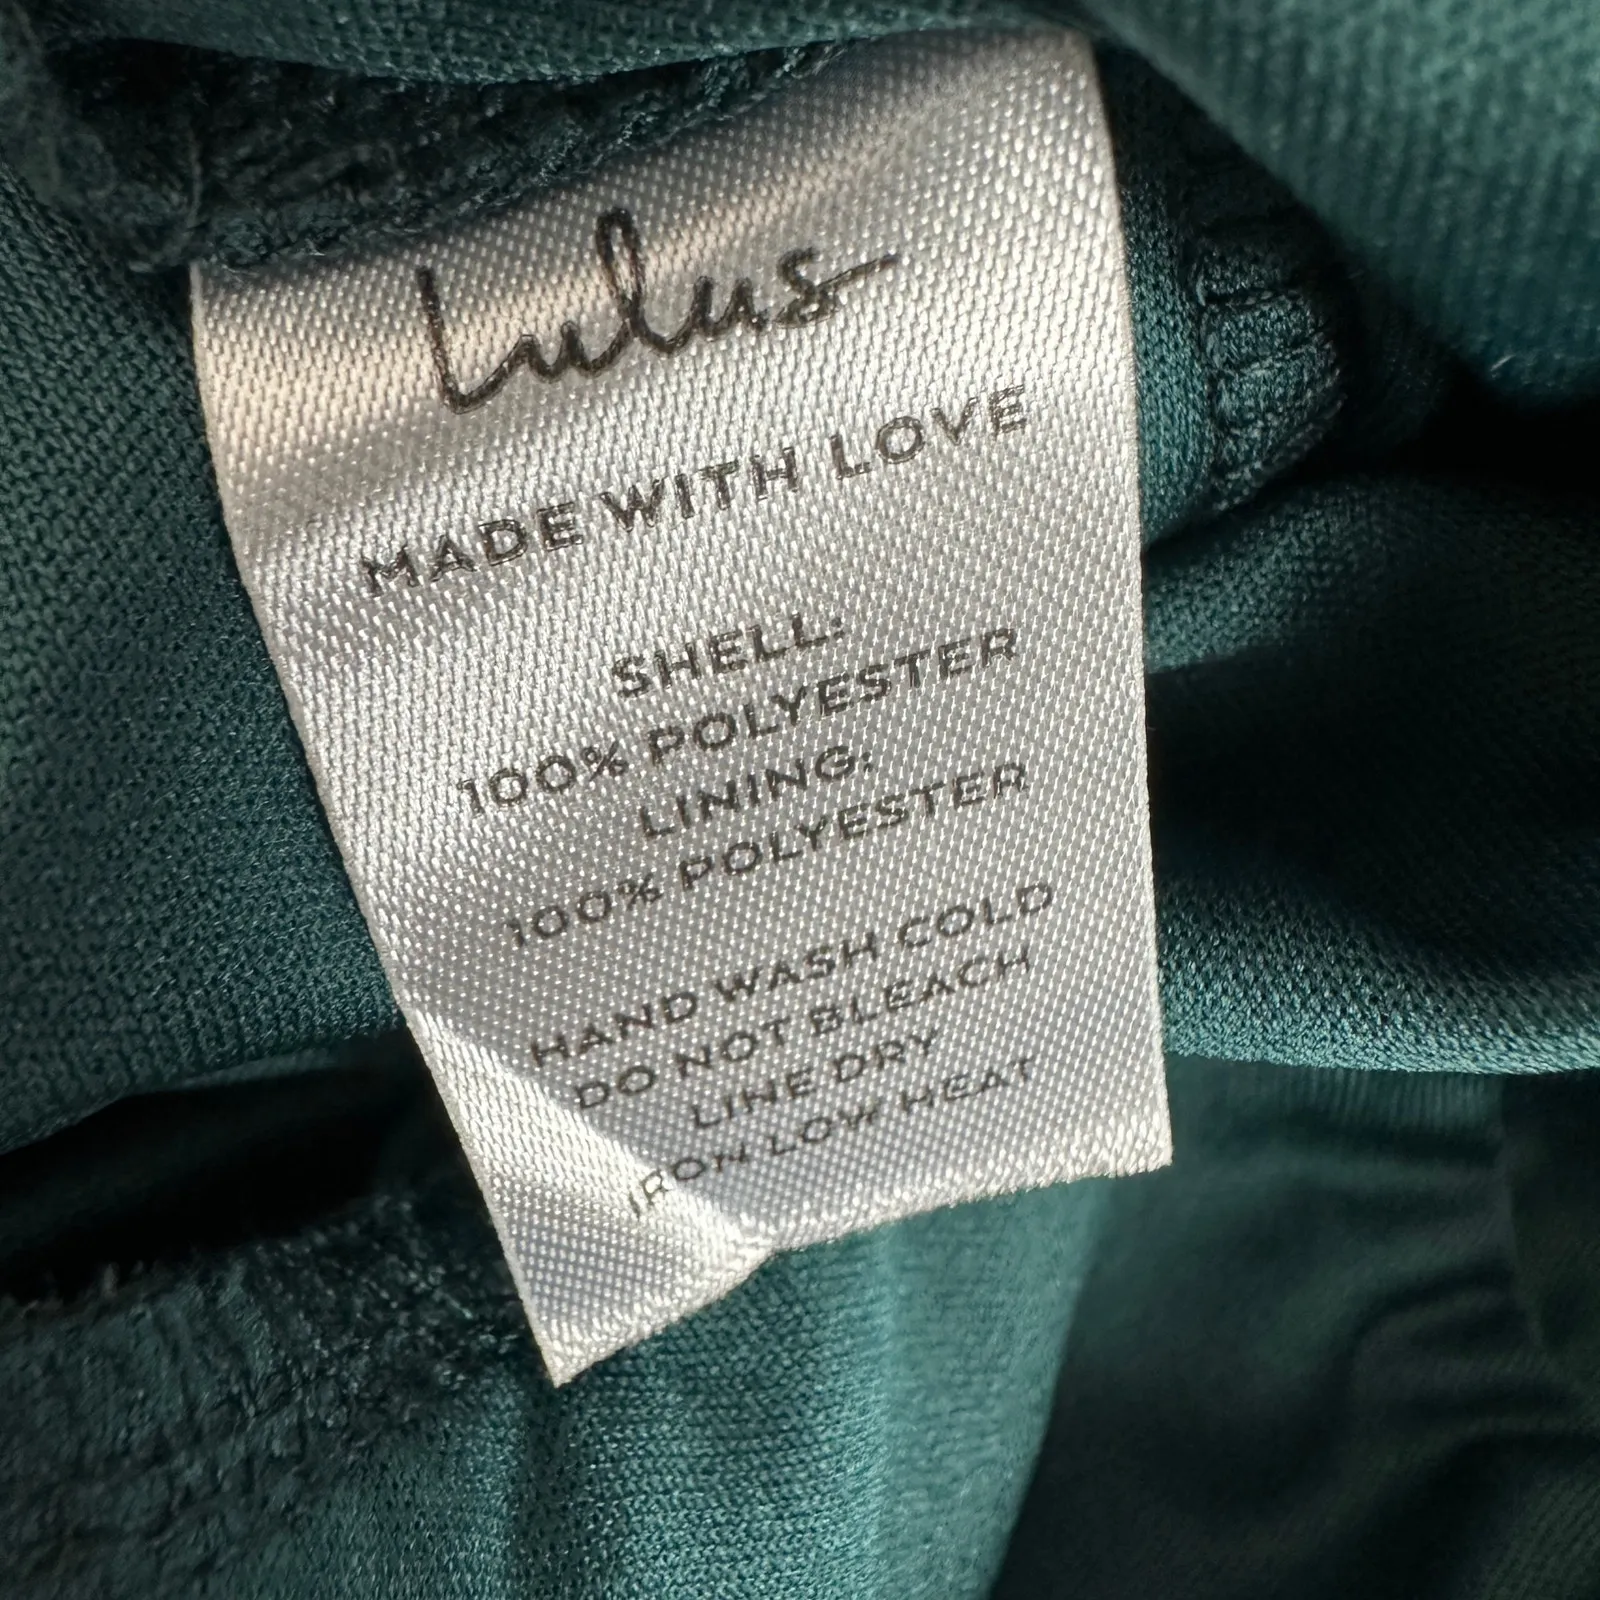 Lulus
MADE WITH LOVE
SHELL:
100% POLYESTER
LINING:
100% POLYESTER
HAND WASH COLD
DO NOT BLEACH
LINE DRY
IRON LOW HEAT